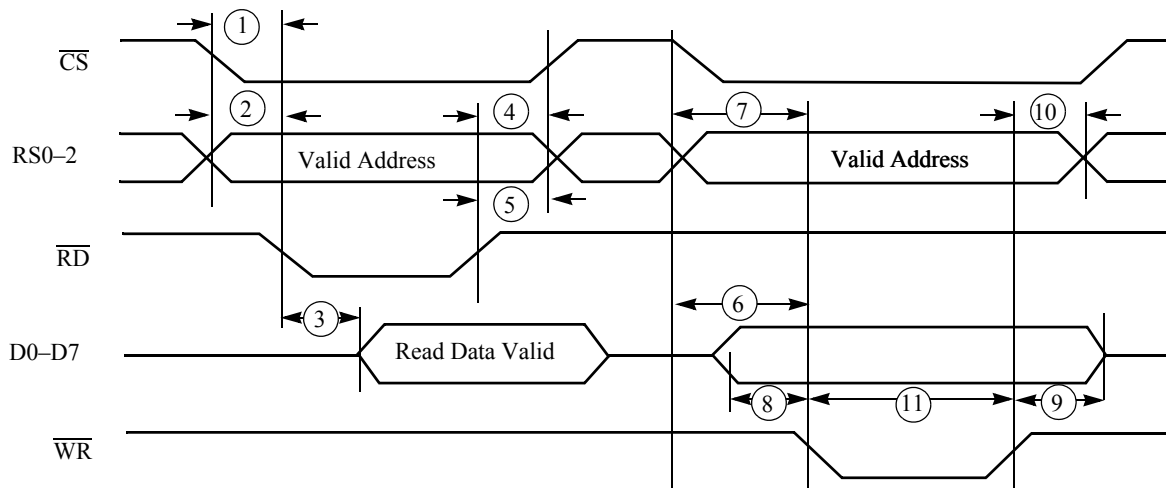 1
CS
2
4
7
10
RS0–2
Valid Address
Valid Address
5
RD
6
3
D0–D7
Read Data Valid
8
11
9
WR